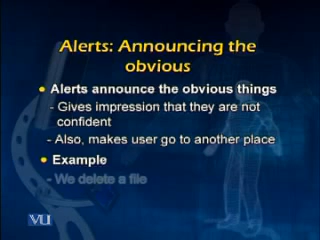 Alerts: Announcing the
obvious
● Alerts announce the obvious things
- Gives impression that they are not
confident
- Also, makes user go to another place
● Example
- We delete a file
VU